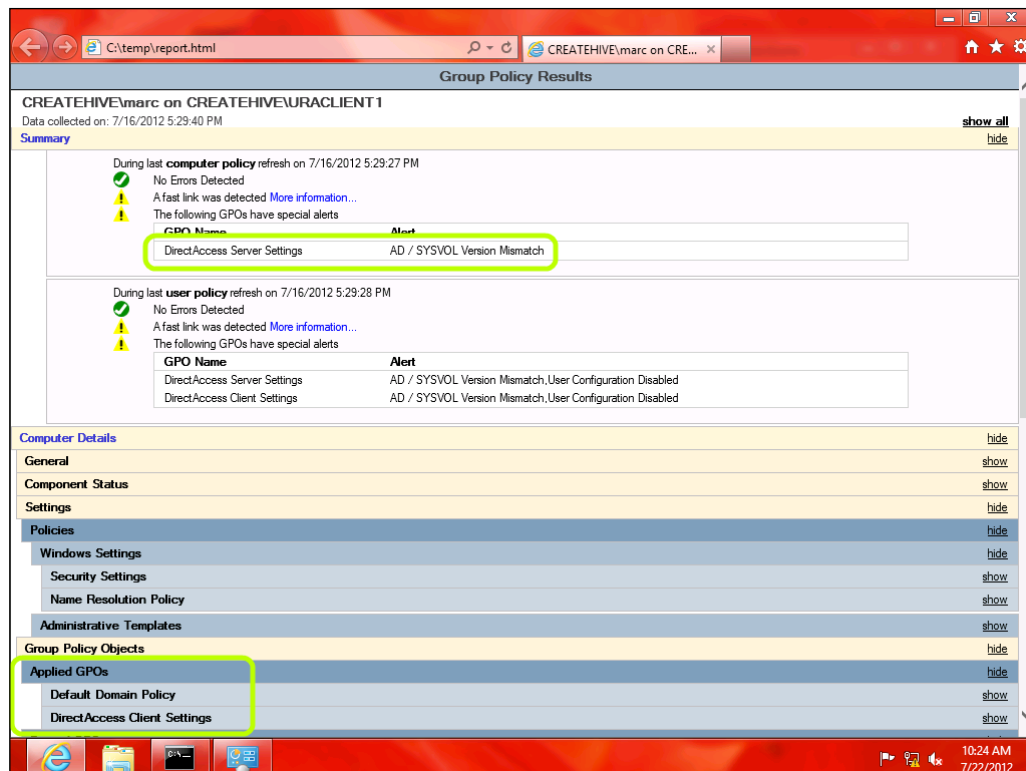 C:\temp\report.html
CREATEHIVE\marc on CRE...
Group Policy Results
CREATEHIVE\marc on CREATEHIVE\URACLIENT1
Data collected on: 7/16/2012 5:29:40 PM
show all
Summary hide
During last computer policy refresh on 7/16/2012 5:29:27 PM
No Errors Detected
A fast link was detected More information...
The following GPOs have special alerts
GPO Name Alert
DirectAccess Server Settings AD / SYSVOL Version Mismatch
During last user policy refresh on 7/16/2012 5:29:28 PM
No Errors Detected
A fast link was detected More information...
The following GPOs have special alerts
GPO Name Alert
DirectAccess Server Settings AD / SYSVOL Version Mismatch,User Configuration Disabled
DirectAccess Client Settings AD / SYSVOL Version Mismatch,User Configuration Disabled
Computer Details hide
General show
Component Status show
Settings hide
Policies hide
Windows Settings hide
Security Settings show
Name Resolution Policy show
Administrative Templates show
Group Policy Objects hide
Applied GPOs hide
Default Domain Policy show
DirectAccess Client Settings show
C:\_
10:24 AM
7/22/2012